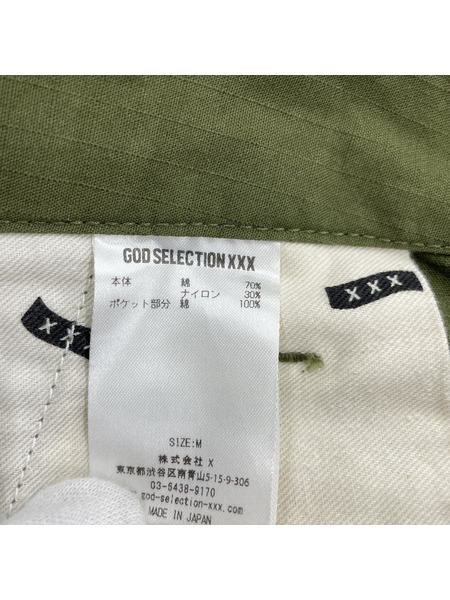 GOD SELECTION XXX
本体 綿 70%
ナイロン 30%
ポケット部分 綿 100%
XXX
XXX
SIZE:M
株式会社 X
東京都渋谷区南青山5-15-9-306
03-6438-9170
god-selection-xxx.com
MADE IN JAPAN